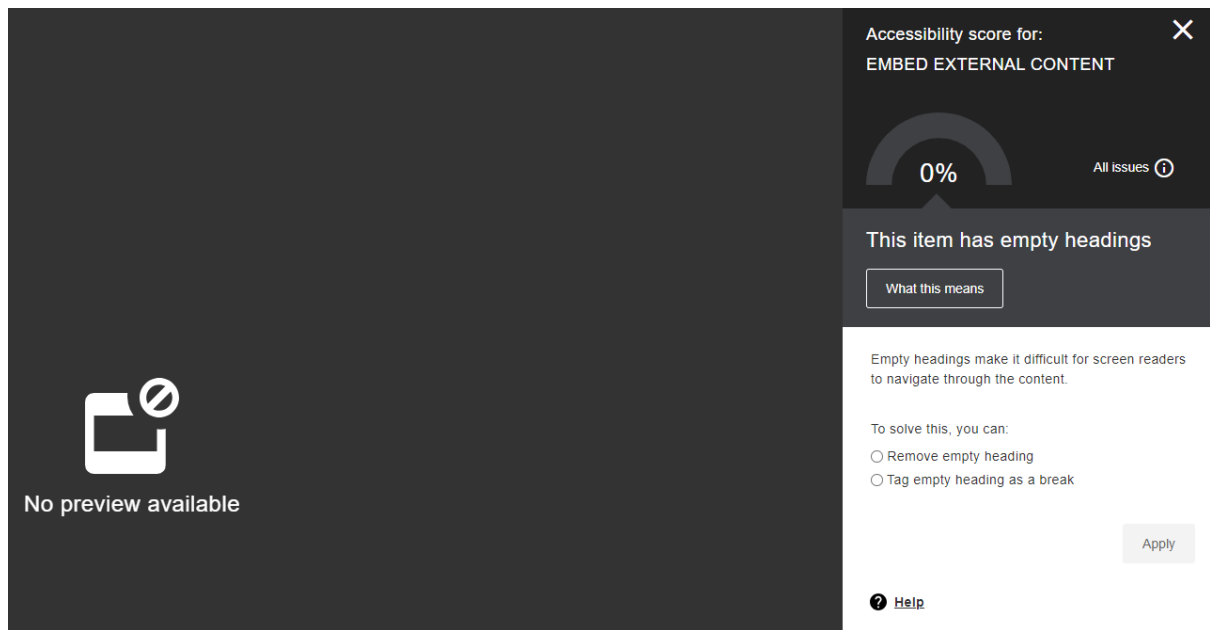 Accessibility score for:
EMBED EXTERNAL CONTENT
0%
All issues
This item has empty headings
What this means
No preview available
Empty headings make it difficult for screen readers
to navigate through the content.
To solve this, you can:
Remove empty heading
Tag empty heading as a break
Apply
Help